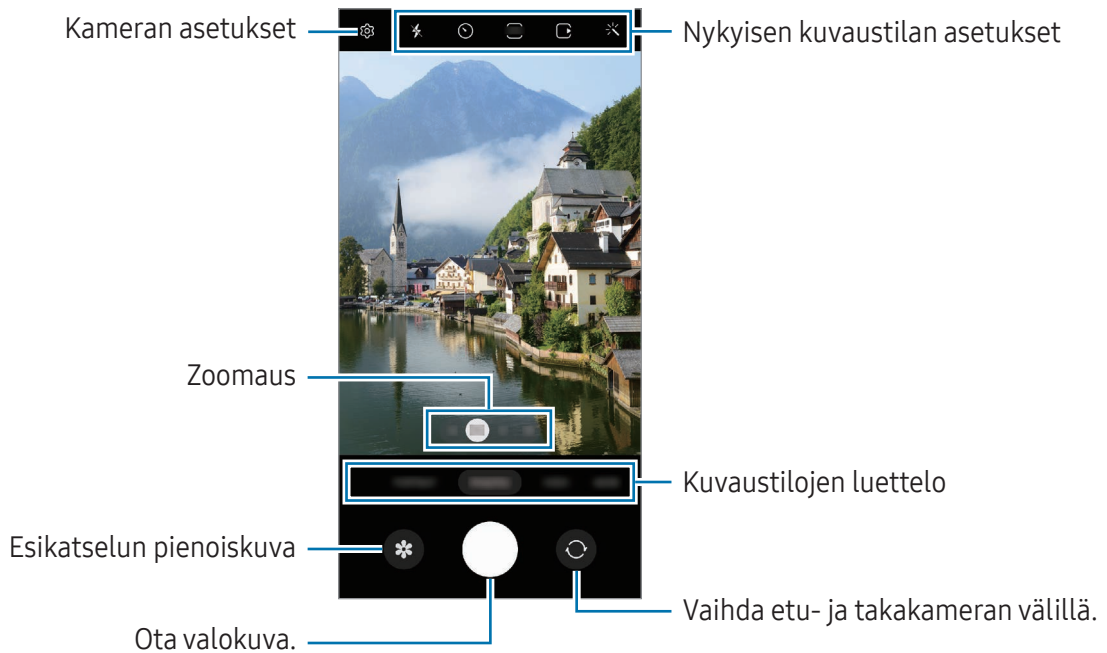 Kameran asetukset
Nykyisen kuvaustilan asetukset
Zoomaus
Kuvaustilojen luettelo
Esikatselun pienoiskuva
Vaihda etu- ja takakameran välillä.
Ota valokuva.